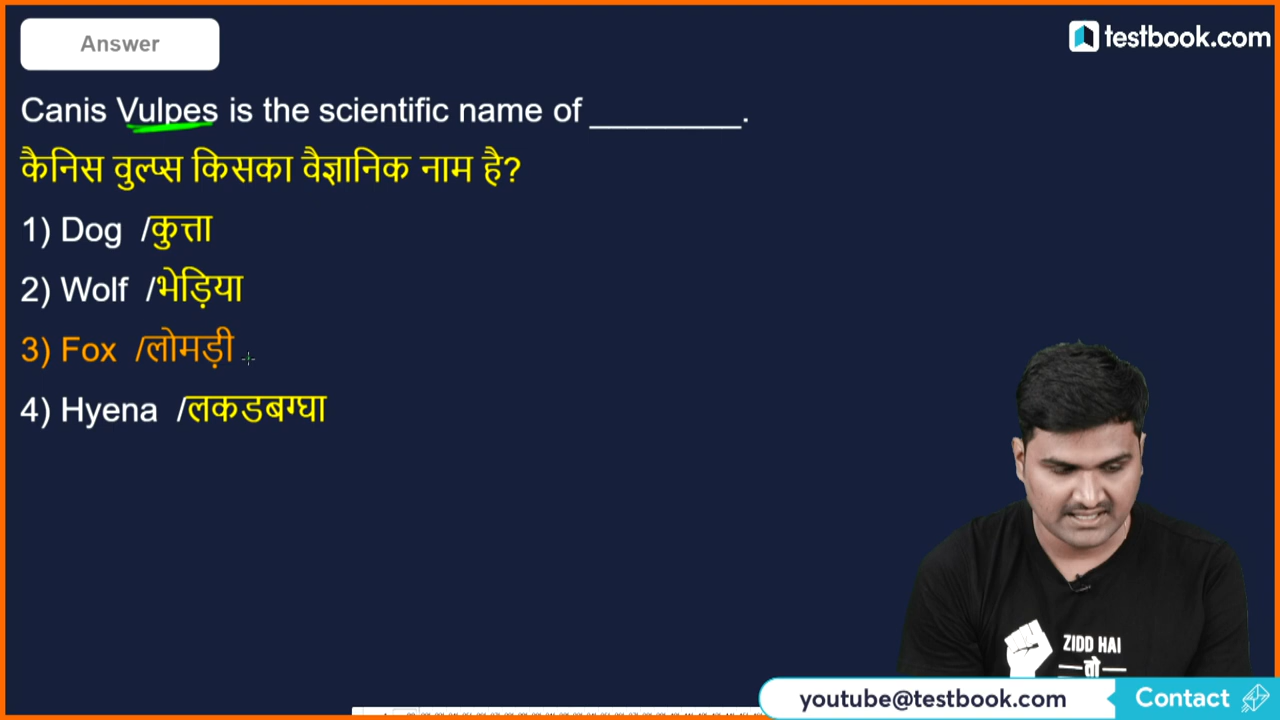 Answer
testbook.com
Canis Vulpes is the scientific name of _________.
कैनिस वुल्प्स किसका वैज्ञानिक नाम है?
1) Dog /कुत्ता
2) Wolf /भेड़िया
3) Fox /लोमड़ी
4) Hyena /लकडबग्घा
ZIDD HAI
वो
youtube@testbook.com
Contact